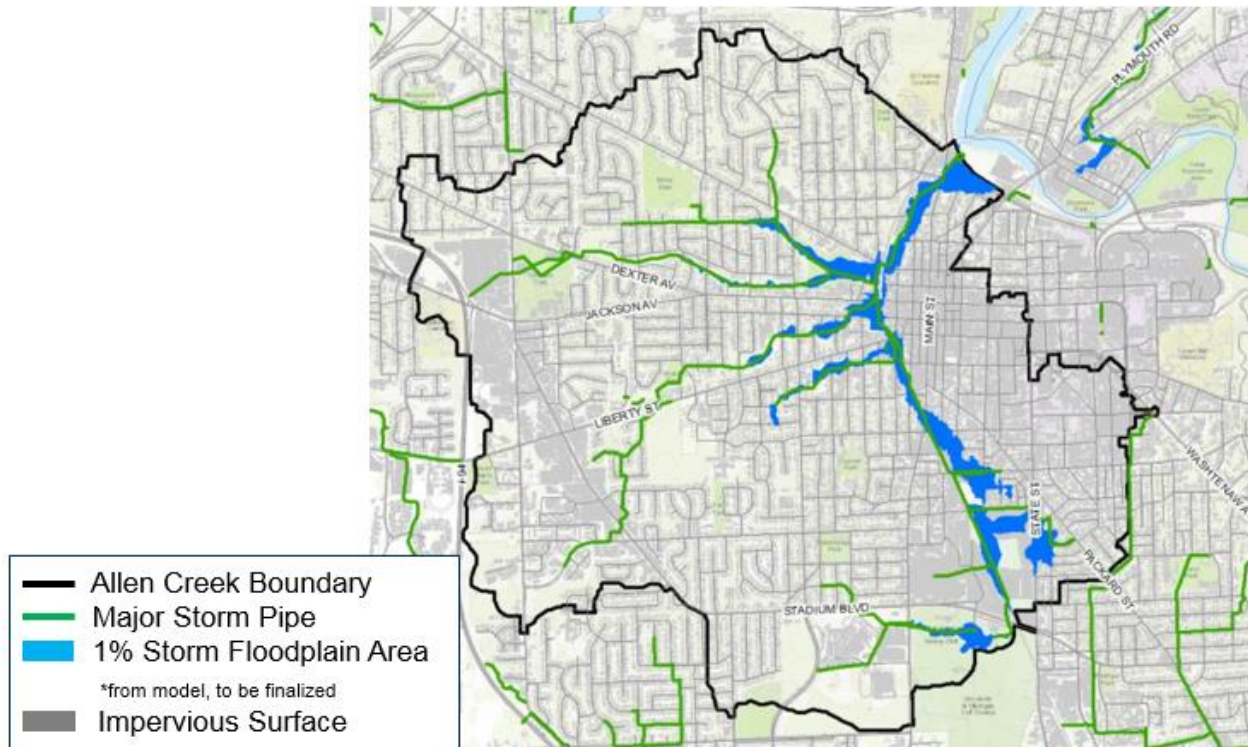 PLYMOUTH RD
DEXTER AV
JACKSON AV
MAIN ST
LIBERTY ST
I-94
STATE ST
WASHTENAW A
PACKARD ST
STADIUM BLVD
Allen Creek Boundary
Major Storm Pipe
1% Storm Floodplain Area
*from model, to be finalized
Impervious Surface